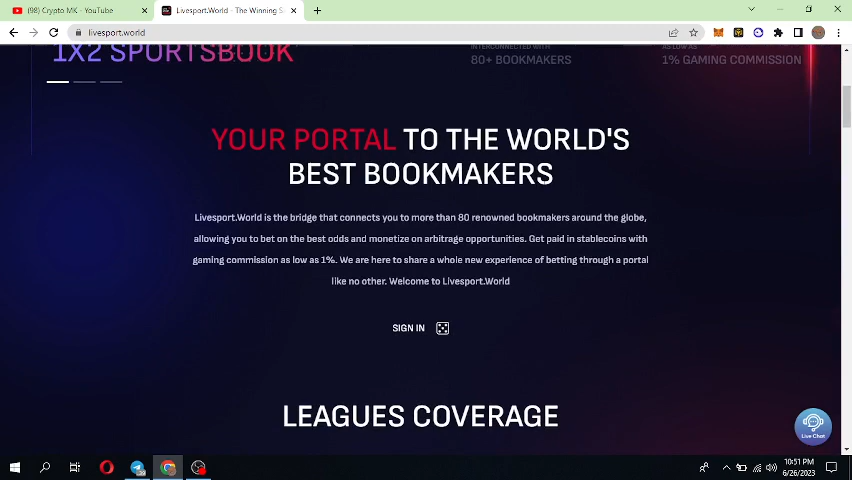 (98) Crypto MK - YouTube
Livesport.World - The Winning S
livesport.world
1X2 SPORTSBOOK
INTERCONNECTED WITH
80+ BOOKMAKERS
AS LOW AS
1% GAMING COMMISSION
YOUR PORTAL TO THE WORLD'S
BEST BOOKMAKERS
Livesport.World is the bridge that connects you to more than 80 renowned bookmakers around the globe,
allowing you to bet on the best odds and monetize on arbitrage opportunities. Get paid in stablecoins with
gaming commission as low as 1%. We are here to share a whole new experience of betting through a portal
like no other. Welcome to Livesport.World
SIGN IN
LEAGUES COVERAGE
Live Chat
10:51 PM
6/26/2023